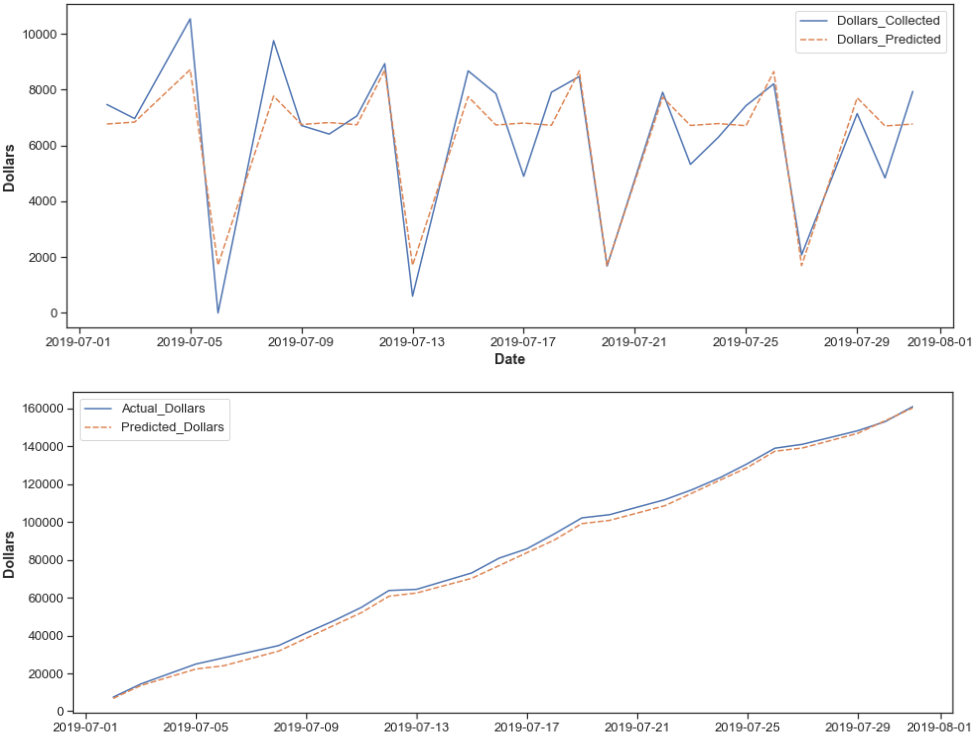 Dollars_Collected
Dollars_Predicted
10000
8000
6000
4000
2000
0
Dollars
2019-07-01 2019-07-05 2019-07-09 2019-07-13 2019-07-17 2019-07-21 2019-07-25 2019-07-29 2019-08-01
Date
Actual_Dollars
Predicted_Dollars
160000
140000
120000
100000
80000
60000
40000
20000
0
Dollars
2019-07-01 2019-07-05 2019-07-09 2019-07-13 2019-07-17 2019-07-21 2019-07-25 2019-07-29 2019-08-01